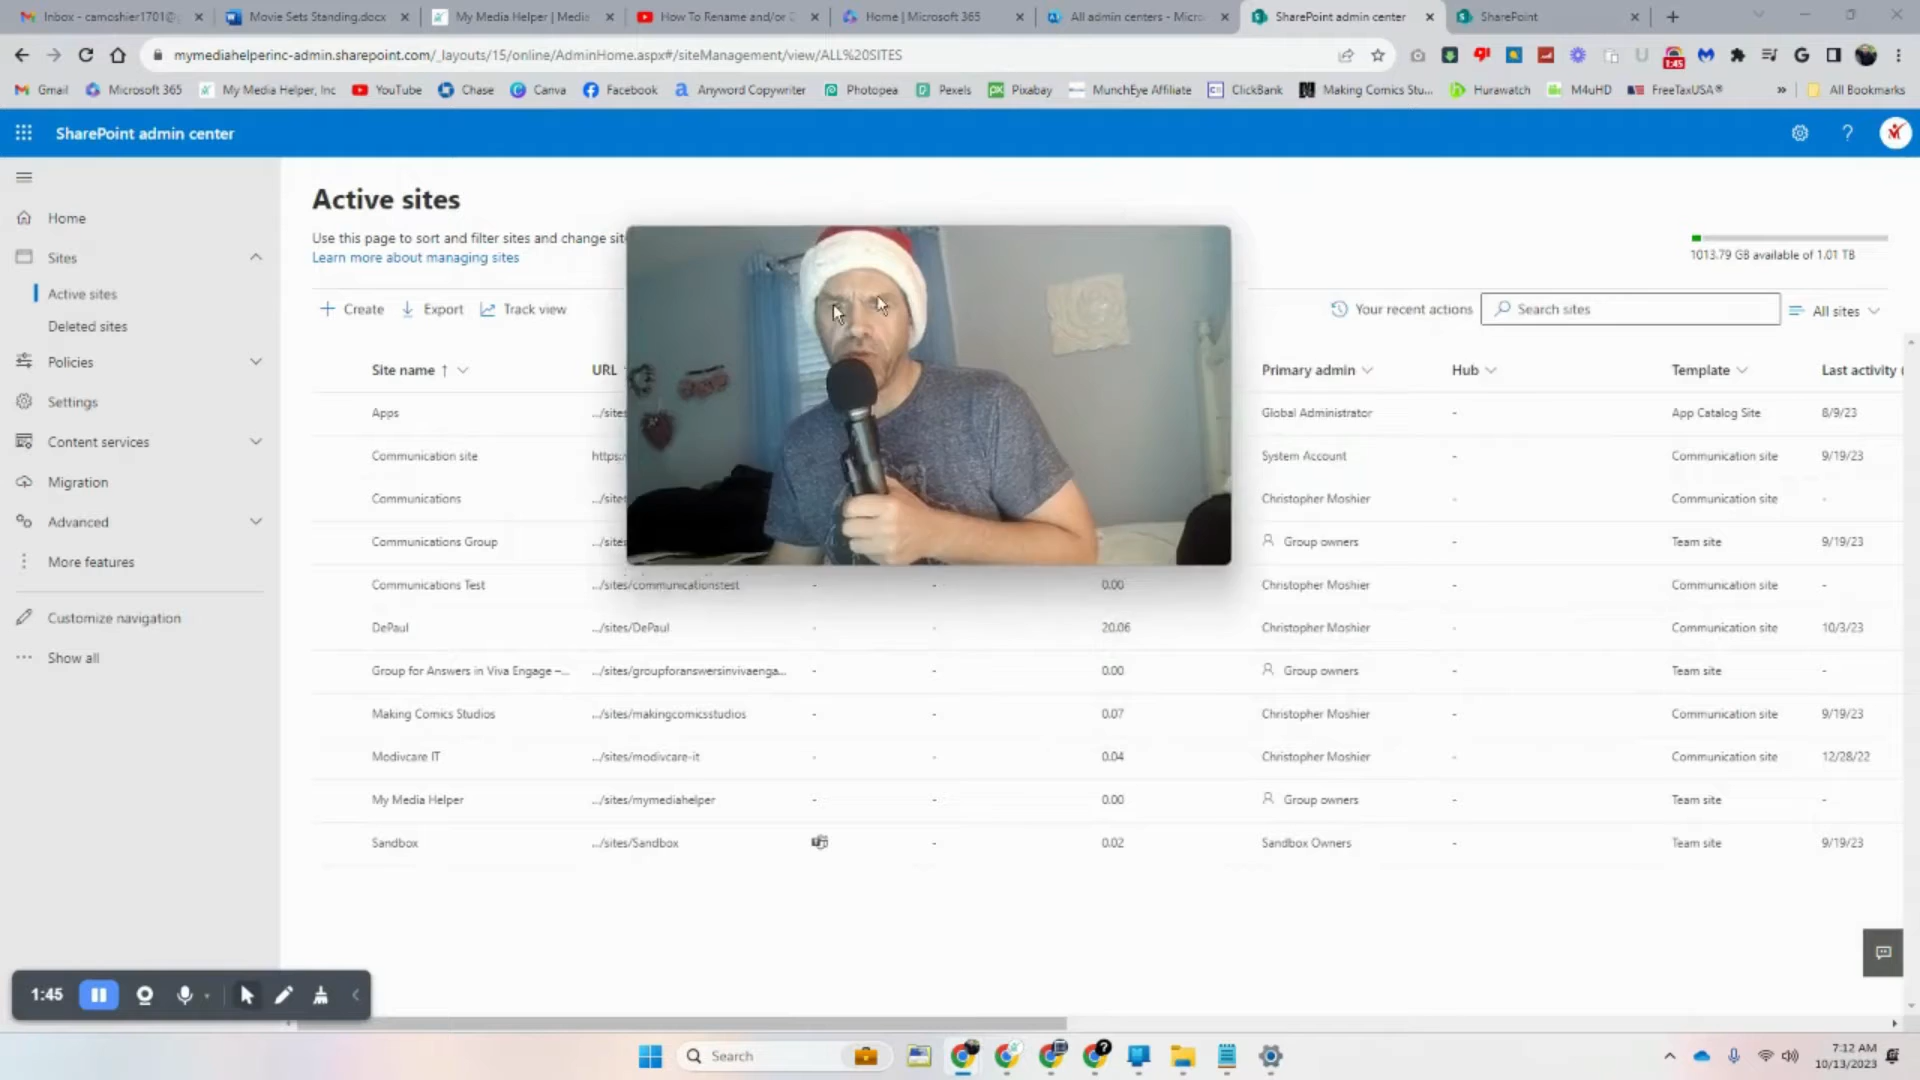 Inbox - camoshier1701@
Movie Sets Standing.docx
My Media Helper | Media
How To Rename and/or
Home | Microsoft 365
All admin centers - Micro
SharePoint admin center
SharePoint
mymediahelperinc-admin.sharepoint.com/_layouts/15/online/AdminHome.aspx#/siteManagement/view/ALL%20SITES
1:45
Gmail
Microsoft 365
My Media Helper, Inc
YouTube
Chase
Canva
Facebook
Anyword Copywriter
Photopea
Pexels
Pixabay
MunchEye Affiliate
ClickBank
Making Comics Stu...
Hurawatch
M4uHD
FreeTaxUSA®
All Bookmarks
SharePoint admin center
Home
Sites
Active sites
Deleted sites
Policies
Settings
Content services
Migration
Advanced
More features
Customize navigation
Show all
Active sites
Use this page to sort and filter sites and change sit
Learn more about managing sites
1013.79 GB available of 1.01 TB
Create Export Track view Your recent actions Search sites All sites
Site name ↑ URL Primary admin Hub Template Last activity
Apps .../sites Global Administrator - App Catalog Site 8/9/23
Communication site https: System Account - Communication site 9/19/23
Communications .../sites Christopher Moshier - Communication site -
Communications Group .../sites Group owners - Team site 9/19/23
Communications Test .../sites/communicationstest - - 0.00 Christopher Moshier - Communication site -
DePaul .../sites/DePaul - - 20.06 Christopher Moshier - Communication site 10/3/23
Group for Answers in Viva Engage –... .../sites/groupforanswersinvivaenga... - - 0.00 Group owners - Team site -
Making Comics Studios .../sites/makingcomicsstudios - - 0.07 Christopher Moshier - Communication site 9/19/23
Modivcare IT .../sites/modivcare-it - - 0.04 Christopher Moshier - Communication site 12/28/22
My Media Helper .../sites/mymediahelper - - 0.00 Group owners - Team site -
Sandbox .../sites/Sandbox - 0.02 Sandbox Owners - Team site 9/19/23
1:45
Search
7:12 AM
10/13/2023